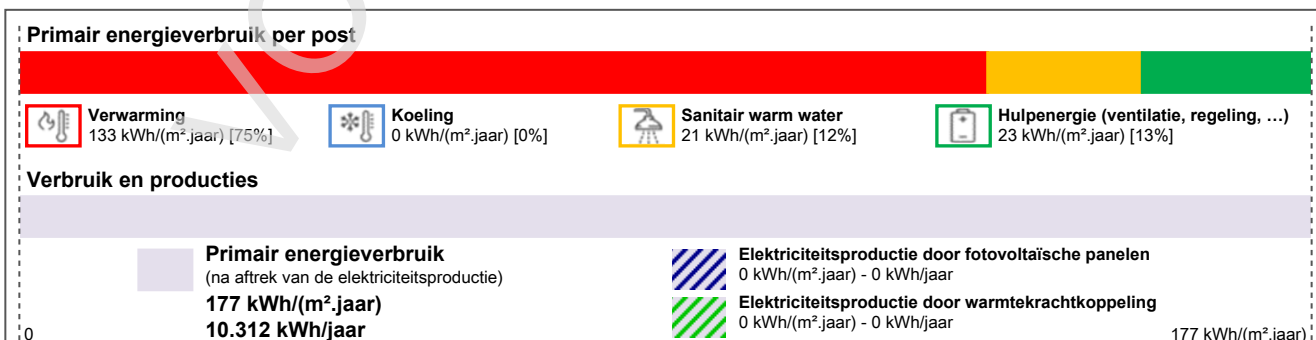 Primair energieverbruik per post
Verwarming
133 kWh/(m².jaar) [75%]
Koeling
0 kWh/(m².jaar) [0%]
Sanitair warm water
21 kWh/(m².jaar) [12%]
Hulpenergie (ventilatie, regeling, …)
23 kWh/(m².jaar) [13%]
Verbruik en producties
Primair energieverbruik
(na aftrek van de elektriciteitsproductie)
177 kWh/(m².jaar)
10.312 kWh/jaar
Elektriciteitsproductie door fotovoltaïsche panelen
0 kWh/(m².jaar) - 0 kWh/jaar
Elektriciteitsproductie door warmtekrachtkoppeling
0 kWh/(m².jaar) - 0 kWh/jaar
0
177 kWh/(m².jaar)